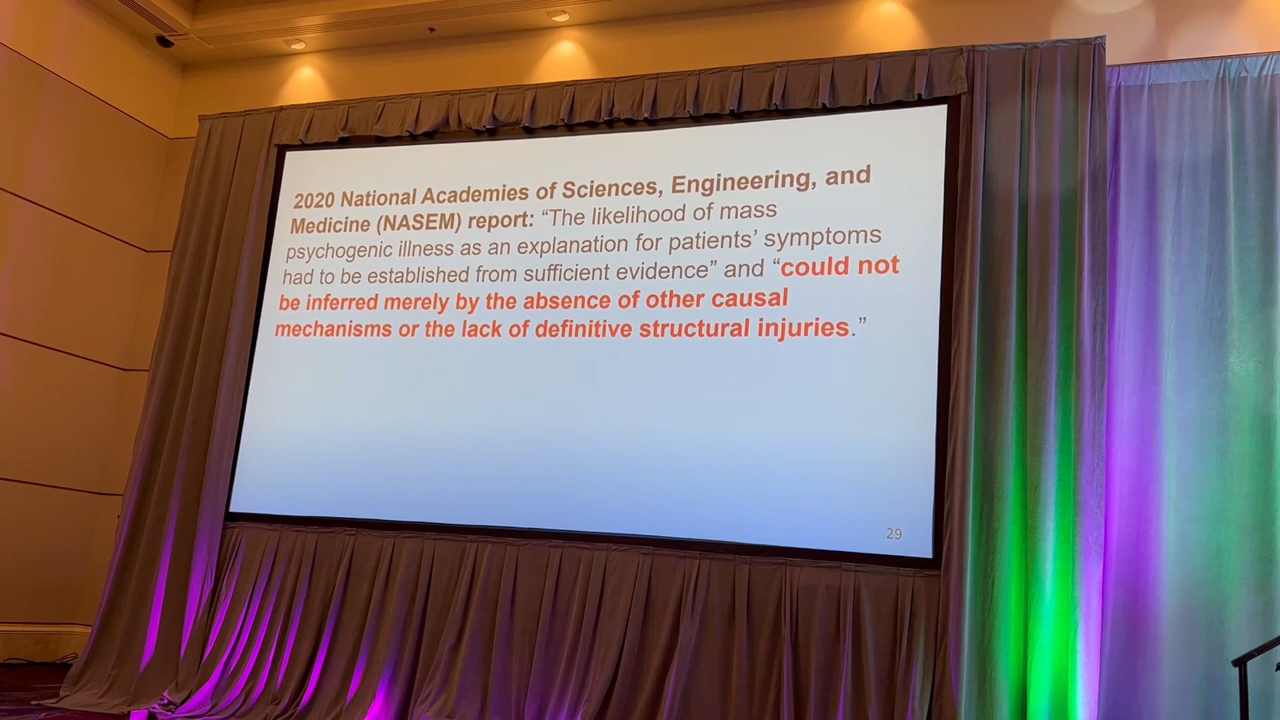 2020 National Academies of Sciences, Engineering, and
Medicine (NASEM) report: “The likelihood of mass
psychogenic illness as an explanation for patients’ symptoms
had to be established from sufficient evidence” and “could not
be inferred merely by the absence of other causal
mechanisms or the lack of definitive structural injuries.”
29